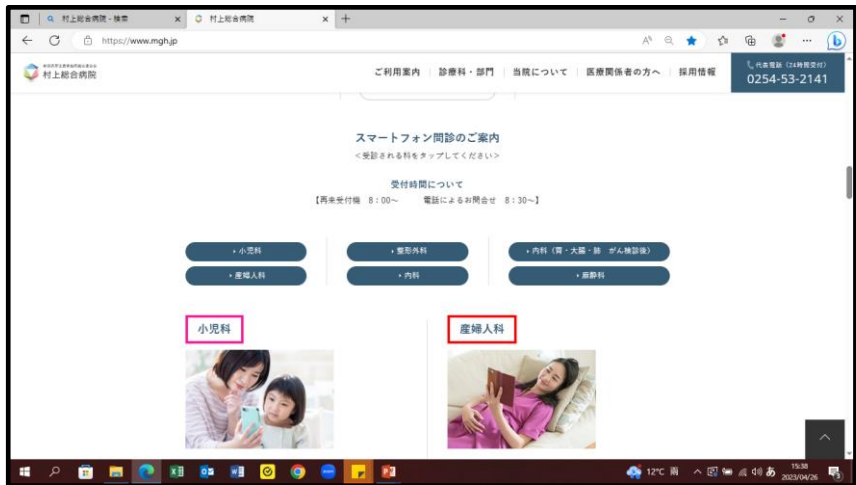 村上総合病院 - 検索
村上総合病院
https://www.mgh.jp
村上総合病院
ご利用案内
診療科・部門
当院について
医療関係者の方へ
採用情報
代表電話（24時間受付）
0254-53-2141
スマートフォン問診のご案内
＜受診される科をタップしてください＞
受付時間について
【再来受付機 8：00～ 電話によるお問合せ 8：30～】
小児科
整形外科
内科（胃・大腸・肺 がん検診後）
産婦人科
内科
麻酔科
小児科
産婦人科
12℃ 雨
あ
15:38
2023/04/26